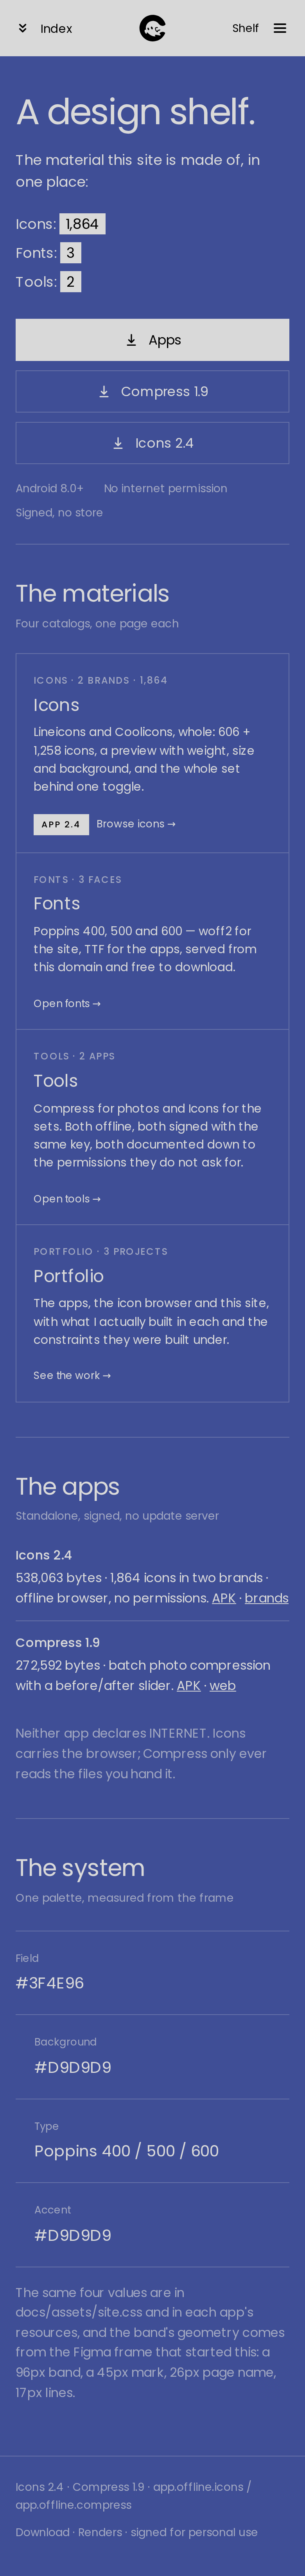 Index
Shelf
A design shelf.
The material this site is made of, in
one place:
Icons: 1,864
Fonts: 3
Tools: 2
Apps
Compress 1.9
Icons 2.4
Android 8.0+ No internet permission
Signed, no store
The materials
Four catalogs, one page each
ICONS · 2 BRANDS · 1,864
Icons
Lineicons and Coolicons, whole: 606 +
1,258 icons, a preview with weight, size
and background, and the whole set
behind one toggle.
APP 2.4 Browse icons →
FONTS · 3 FACES
Fonts
Poppins 400, 500 and 600 — woff2 for
the site, TTF for the apps, served from
this domain and free to download.
Open fonts →
TOOLS · 2 APPS
Tools
Compress for photos and Icons for the
sets. Both offline, both signed with the
same key, both documented down to
the permissions they do not ask for.
Open tools →
PORTFOLIO · 3 PROJECTS
Portfolio
The apps, the icon browser and this site,
with what I actually built in each and the
constraints they were built under.
See the work →
The apps
Standalone, signed, no update server
Icons 2.4
538,063 bytes · 1,864 icons in two brands ·
offline browser, no permissions. APK · brands
Compress 1.9
272,592 bytes · batch photo compression
with a before/after slider. APK · web
Neither app declares INTERNET. Icons
carries the browser; Compress only ever
reads the files you hand it.
The system
One palette, measured from the frame
Field
#3F4E96
Background
#D9D9D9
Type
Poppins 400 / 500 / 600
Accent
#D9D9D9
The same four values are in
docs/assets/site.css and in each app's
resources, and the band's geometry comes
from the Figma frame that started this: a
96px band, a 45px mark, 26px page name,
17px lines.
Icons 2.4 · Compress 1.9 · app.offline.icons /
app.offline.compress
Download · Renders · signed for personal use